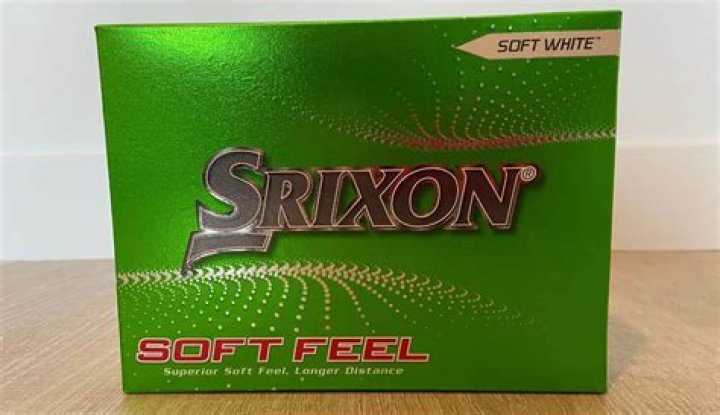 SOFT WHITE™
SRIXON®
SOFT FEEL
Superior Soft Feel. Longer Distance